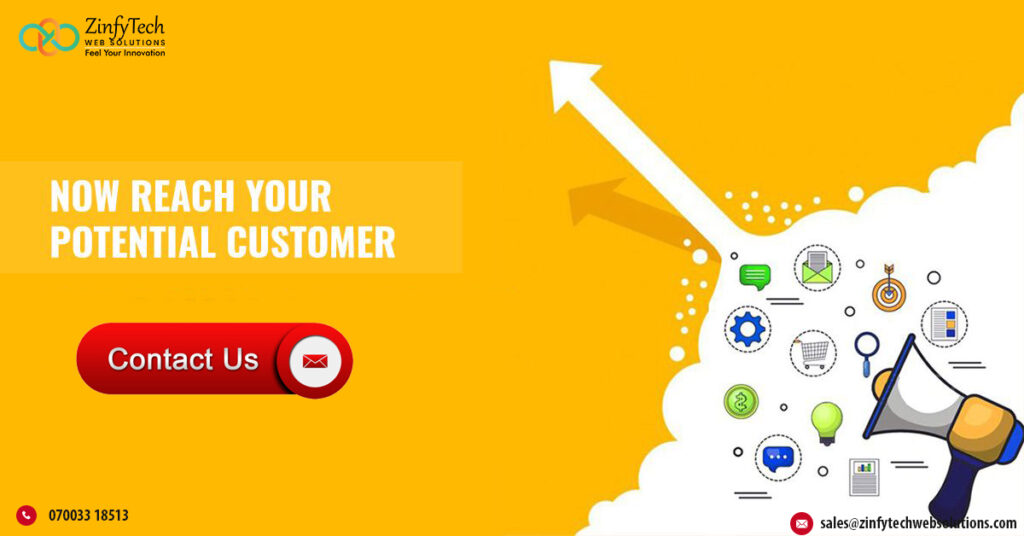 ZinfyTech
WEB SOLUTIONS
Feel Your Innovation
NOW REACH YOUR
POTENTIAL CUSTOMER
Contact Us
070033 18513
sales@zinfytechwebsolutions.com